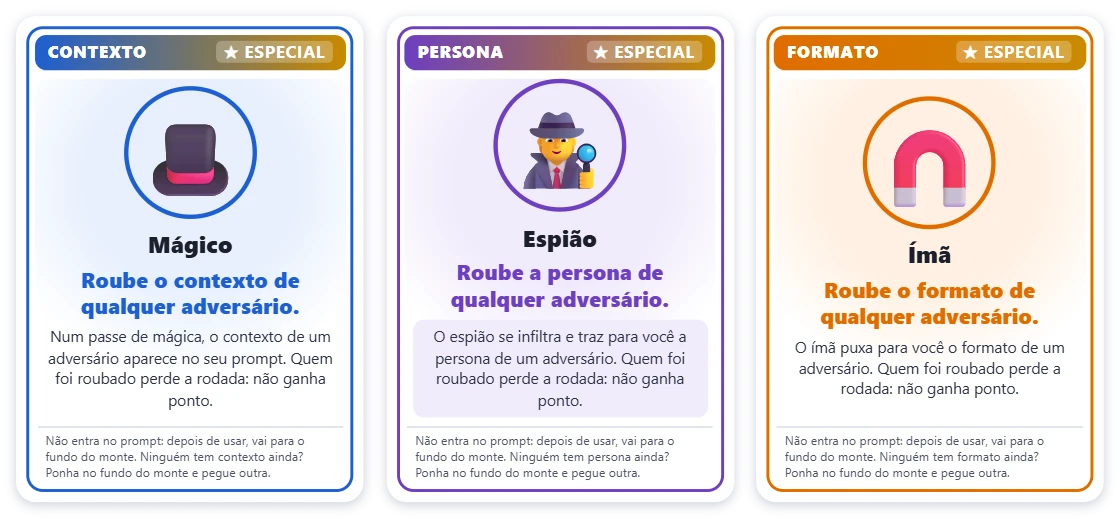 CONTEXTO
★ ESPECIAL
Mágico
Roube o contexto de
qualquer adversário.
Num passe de mágica, o contexto de um
adversário aparece no seu prompt. Quem
foi roubado perde a rodada: não ganha
ponto.
Não entra no prompt: depois de usar, vai para o
fundo do monte. Ninguém tem contexto ainda?
Ponha no fundo do monte e pegue outra.
PERSONA
★ ESPECIAL
Espião
Roube a persona de
qualquer adversário.
O espião se infiltra e traz para você a
persona de um adversário. Quem foi
roubado perde a rodada: não ganha
ponto.
Não entra no prompt: depois de usar, vai para o
fundo do monte. Ninguém tem persona ainda?
Ponha no fundo do monte e pegue outra.
FORMATO
★ ESPECIAL
Ímã
Roube o formato de
qualquer adversário.
O ímã puxa para você o formato de um
adversário. Quem foi roubado perde a
rodada: não ganha ponto.
Não entra no prompt: depois de usar, vai para o
fundo do monte. Ninguém tem formato ainda?
Ponha no fundo do monte e pegue outra.